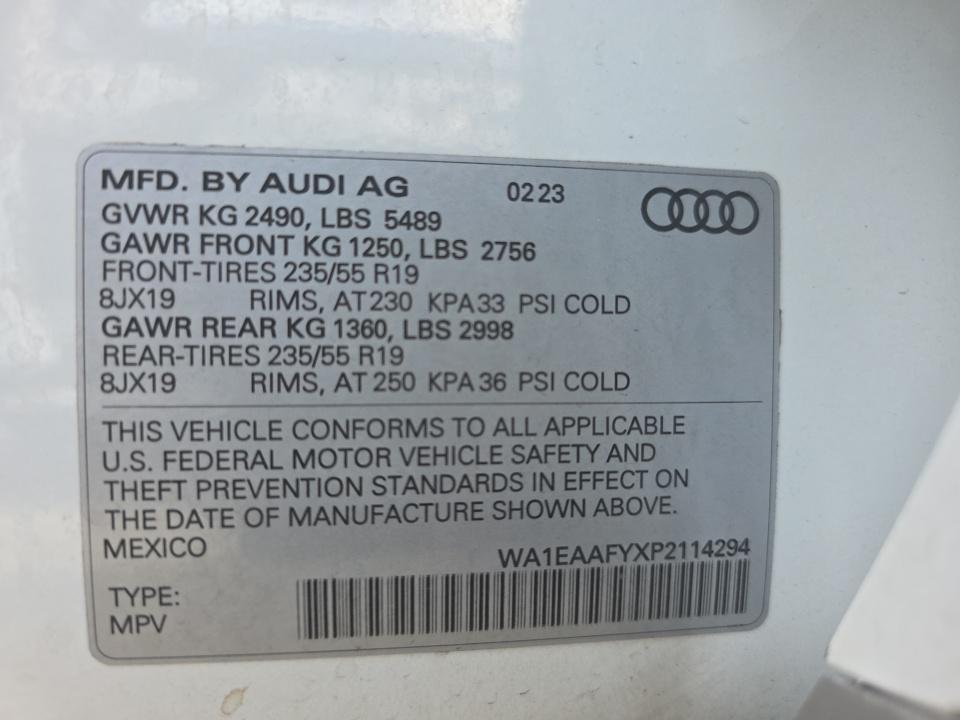 MFD. BY AUDI AG 02 23
GVWR KG 2490, LBS 5489
GAWR FRONT KG 1250, LBS 2756
FRONT-TIRES 235/55 R19
8JX19 RIMS, AT 230 KPA 33 PSI COLD
GAWR REAR KG 1360, LBS 2998
REAR-TIRES 235/55 R19
8JX19 RIMS, AT 250 KPA 36 PSI COLD
THIS VEHICLE CONFORMS TO ALL APPLICABLE
U.S. FEDERAL MOTOR VEHICLE SAFETY AND
THEFT PREVENTION STANDARDS IN EFFECT ON
THE DATE OF MANUFACTURE SHOWN ABOVE.
MEXICO WA1EAAFYXP2114294
TYPE:
MPV